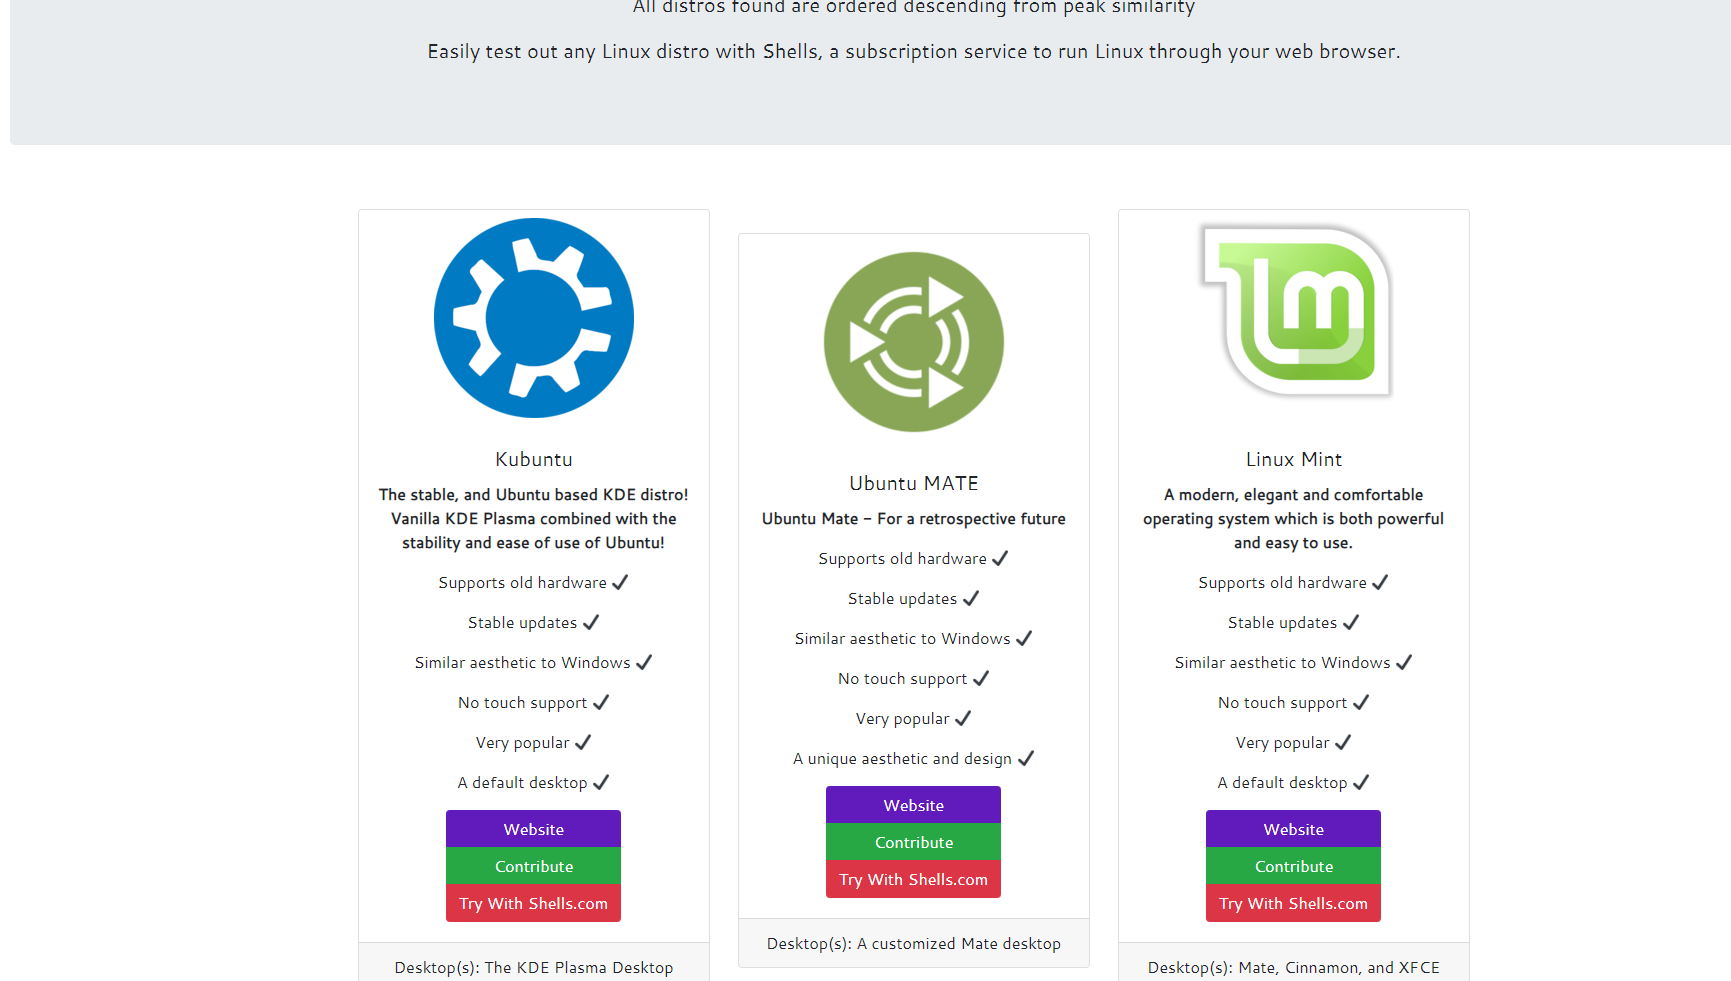 All distros found are ordered descending from peak similarity
Easily test out any Linux distro with Shells, a subscription service to run Linux through your web browser.
Kubuntu
The stable, and Ubuntu based KDE distro!
Vanilla KDE Plasma combined with the
stability and ease of use of Ubuntu!
Supports old hardware ✔
Stable updates ✔
Similar aesthetic to Windows ✔
No touch support ✔
Very popular ✔
A default desktop ✔
Website
Contribute
Try With Shells.com
Desktop(s): The KDE Plasma Desktop
Ubuntu MATE
Ubuntu Mate - For a retrospective future
Supports old hardware ✔
Stable updates ✔
Similar aesthetic to Windows ✔
No touch support ✔
Very popular ✔
A unique aesthetic and design ✔
Website
Contribute
Try With Shells.com
Desktop(s): A customized Mate desktop
lm
Linux Mint
A modern, elegant and comfortable
operating system which is both powerful
and easy to use.
Supports old hardware ✔
Stable updates ✔
Similar aesthetic to Windows ✔
No touch support ✔
Very popular ✔
A default desktop ✔
Website
Contribute
Try With Shells.com
Desktop(s): Mate, Cinnamon, and XFCE